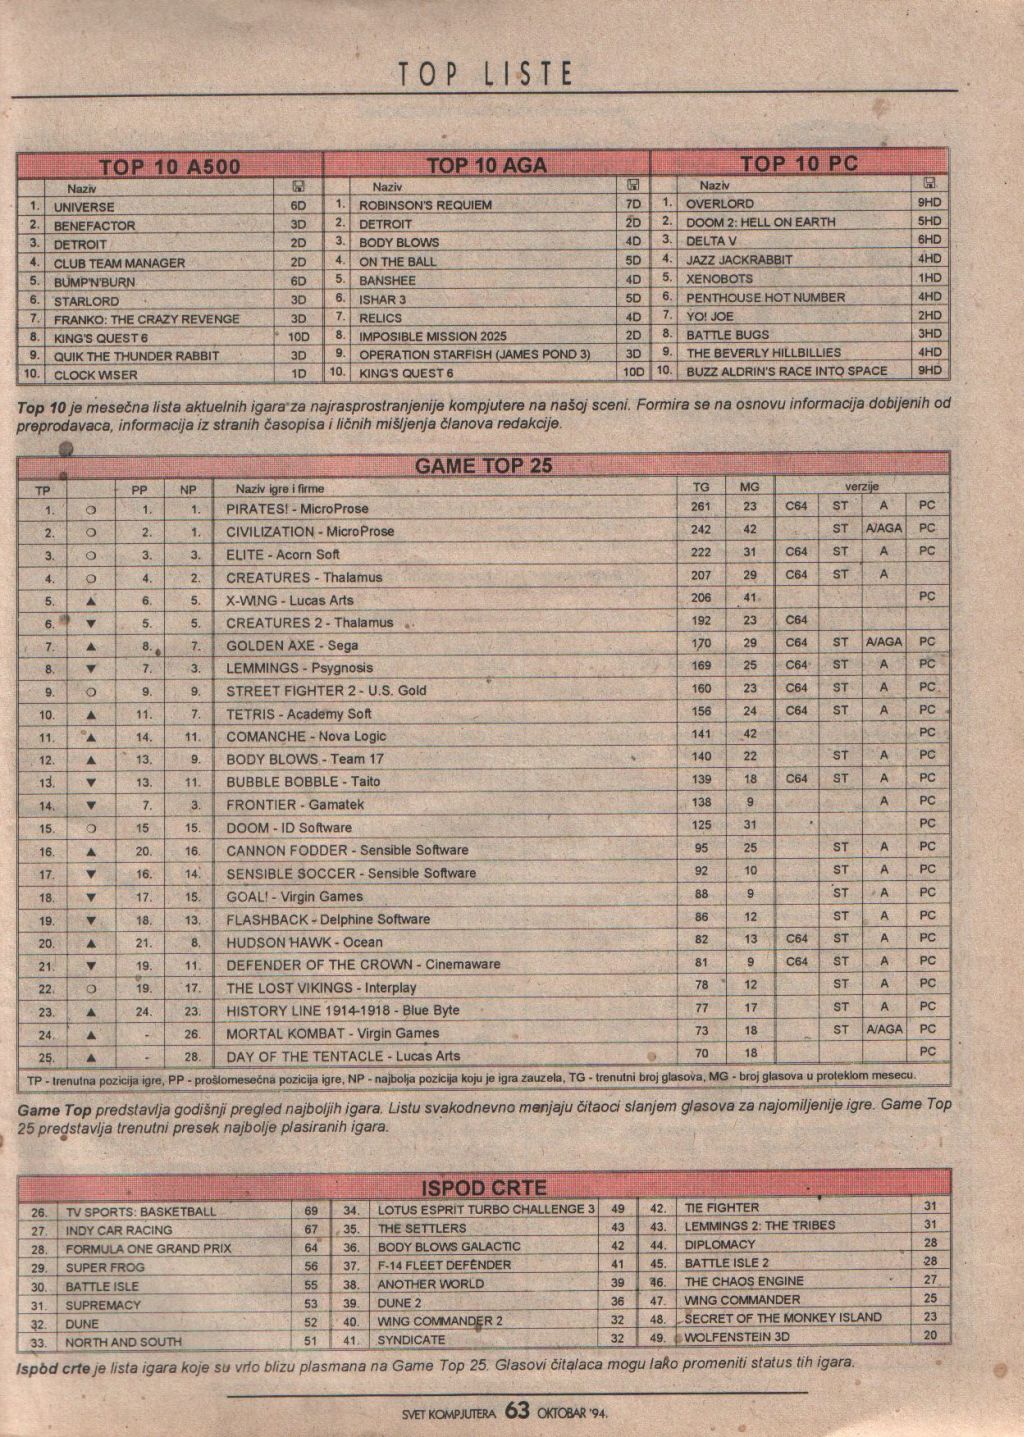 TOP LISTE
TOP 10 A500
Naziv
1. UNIVERSE 6D
2. BENEFACTOR 3D
3. DETROIT 2D
4. CLUB TEAM MANAGER 2D
5. BUMP'N'BURN 6D
6. STARLORD 3D
7. FRANKO: THE CRAZY REVENGE 3D
8. KING'S QUEST 6 10D
9. QUIK THE THUNDER RABBIT 3D
10. CLOCK WISER 1D
TOP 10 AGA
Naziv
1. ROBINSON'S REQUIEM 7D
2. DETROIT 2D
3. BODY BLOWS 4D
4. ON THE BALL 5D
5. BANSHEE 4D
6. ISHAR 3 5D
7. RELICS 4D
8. IMPOSIBLE MISSION 2025 2D
9. OPERATION STARFISH (JAMES POND 3) 3D
10. KING'S QUEST 6 10D
TOP 10 PC
Naziv
1. OVERLORD 9HD
2. DOOM 2: HELL ON EARTH 5HD
3. DELTA V 6HD
4. JAZZ JACKRABBIT 4HD
5. XENOBOTS 1HD
6. PENTHOUSE HOT NUMBER 4HD
7. YO! JOE 2HD
8. BATTLE BUGS 3HD
9. THE BEVERLY HILLBILLIES 4HD
10. BUZZ ALDRIN'S RACE INTO SPACE 9HD
Top 10 je mesečna lista aktuelnih igara za najrasprostranjenije kompjutere na našoj sceni. Formira se na osnovu informacija dobijenih od
preprodavaca, informacija iz stranih časopisa i ličnih mišljenja članova redakcije.
GAME TOP 25
TP PP NP Naziv igre i firme TG MG verzije
1. 1. 1. PIRATES! - MicroProse 261 23 C64 ST A PC
2. 2. 1. CIVILIZATION - MicroProse 242 42 ST A/AGA PC
3. 3. 3. ELITE - Acorn Soft 222 31 C64 ST A PC
4. 4. 2. CREATURES - Thalamus 207 29 C64 ST A
5. ▲ 6. 5. X-WING - Lucas Arts 206 41 PC
6. ▼ 5. 5. CREATURES 2 - Thalamus 192 23 C64
7. ▲ 8. 7. GOLDEN AXE - Sega 170 29 C64 ST A/AGA PC
8. ▼ 7. 3. LEMMINGS - Psygnosis 169 25 C64 ST A PC
9. 9. 9. STREET FIGHTER 2 - U.S. Gold 160 23 C64 ST A PC
10. ▲ 11. 7. TETRIS - Academy Soft 156 24 C64 ST A PC
11. ▲ 14. 11. COMANCHE - Nova Logic 141 42 PC
12. ▲ 13. 9. BODY BLOWS - Team 17 140 22 ST A PC
13. ▼ 13. 11. BUBBLE BOBBLE - Taito 139 18 C64 ST A PC
14. ▼ 7. 3. FRONTIER - Gamatek 138 9 A PC
15. 15 15. DOOM - ID Software 125 31 PC
16. ▲ 20. 16. CANNON FODDER - Sensible Software 95 25 ST A PC
17. ▼ 16. 14. SENSIBLE SOCCER - Sensible Software 92 10 ST A PC
18. ▼ 17. 15. GOAL! - Virgin Games 88 9 ST A PC
19. ▼ 18. 13. FLASHBACK - Delphine Software 86 12 ST A PC
20. ▲ 21. 8. HUDSON HAWK - Ocean 82 13 C64 ST A PC
21. ▼ 19. 11. DEFENDER OF THE CROWN - Cinemaware 81 9 C64 ST A PC
22. 19. 17. THE LOST VIKINGS - Interplay 78 12 ST A PC
23. ▲ 24. 23. HISTORY LINE 1914-1918 - Blue Byte 77 17 ST A PC
24. ▲ - 26. MORTAL KOMBAT - Virgin Games 73 18 ST A/AGA PC
25. ▲ - 28. DAY OF THE TENTACLE - Lucas Arts 70 18 PC
TP - trenutna pozicija igre, PP - prošlomesečna pozicija igre, NP - najbolja pozicija koju je igra zauzela, TG - trenutni broj glasova, MG - broj glasova u proteklom mesecu.
Game Top predstavlja godišnji pregled najboljih igara. Listu svakodnevno menjaju čitaoci slanjem glasova za najomiljenije igre. Game Top
25 predstavlja trenutni presek najbolje plasiranih igara.
ISPOD CRTE
26. TV SPORTS: BASKETBALL 69
27. INDY CAR RACING 67
28. FORMULA ONE GRAND PRIX 64
29. SUPER FROG 56
30. BATTLE ISLE 55
31. SUPREMACY 53
32. DUNE 52
33. NORTH AND SOUTH 51
34. LOTUS ESPRIT TURBO CHALLENGE 3 49
35. THE SETTLERS 43
36. BODY BLOWS GALACTIC 42
37. F-14 FLEET DEFENDER 41
38. ANOTHER WORLD 39
39. DUNE 2 36
40. WING COMMANDER 2 32
41. SYNDICATE 32
42. TIE FIGHTER 31
43. LEMMINGS 2: THE TRIBES 31
44. DIPLOMACY 28
45. BATTLE ISLE 2 28
46. THE CHAOS ENGINE 27
47. WING COMMANDER 25
48. SECRET OF THE MONKEY ISLAND 23
49. WOLFENSTEIN 3D 20
Ispod crte je lista igara koje su vrlo blizu plasmana na Game Top 25. Glasovi čitalaca mogu lako promeniti status tih igara.
SVET KOMPJUTERA 63 OKTOBAR '94.